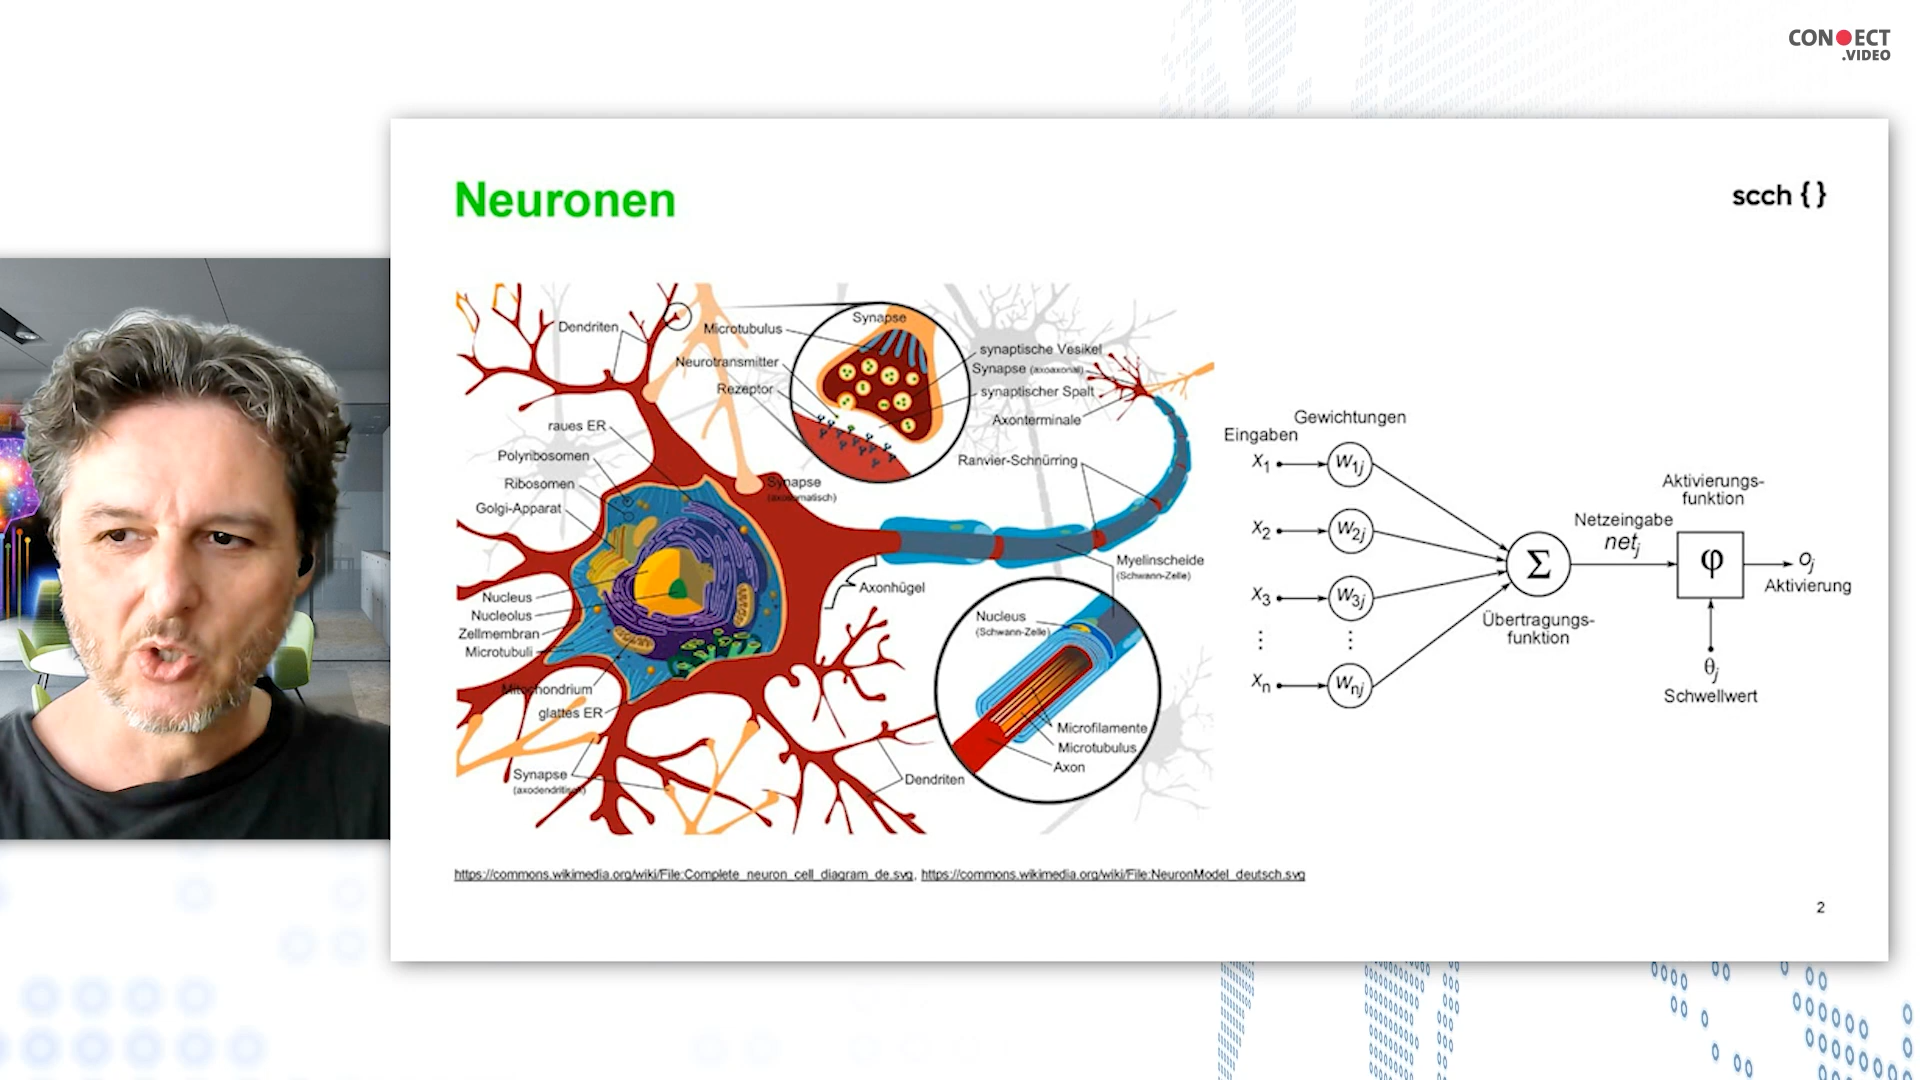 CONECT
.VIDEO
Neuronen
scch { }
Dendriten
Microtubulus
Neurotransmitter
Rezeptor
Synapse
synaptische Vesikel
Synapse (axoaxonal)
synaptischer Spalt
Axonterminale
Ranvier-Schnürring
raues ER
Polyribosomen
Ribosomen
Golgi-Apparat
Synapse
(axosomatisch)
Nucleus
Nucleolus
Zellmembran
Microtubuli
Mitochondrium
glattes ER
Synapse
(axodendritisch)
Axonhügel
Myelinscheide
(Schwann-Zelle)
Nucleus
(Schwann-Zelle)
Microfilamente
Microtubulus
Axon
Dendriten
Eingaben
Gewichtungen
x1
w1j
x2
w2j
x3
w3j
⋮
⋮
xn
wnj
Σ
Übertragungs-
funktion
Netzeingabe
netj
Aktivierungs-
funktion
φ
oj
Aktivierung
θj
Schwellwert
https://commons.wikimedia.org/wiki/File:Complete_neuron_cell_diagram_de.svg, https://commons.wikimedia.org/wiki/File:NeuronModel_deutsch.svg
2